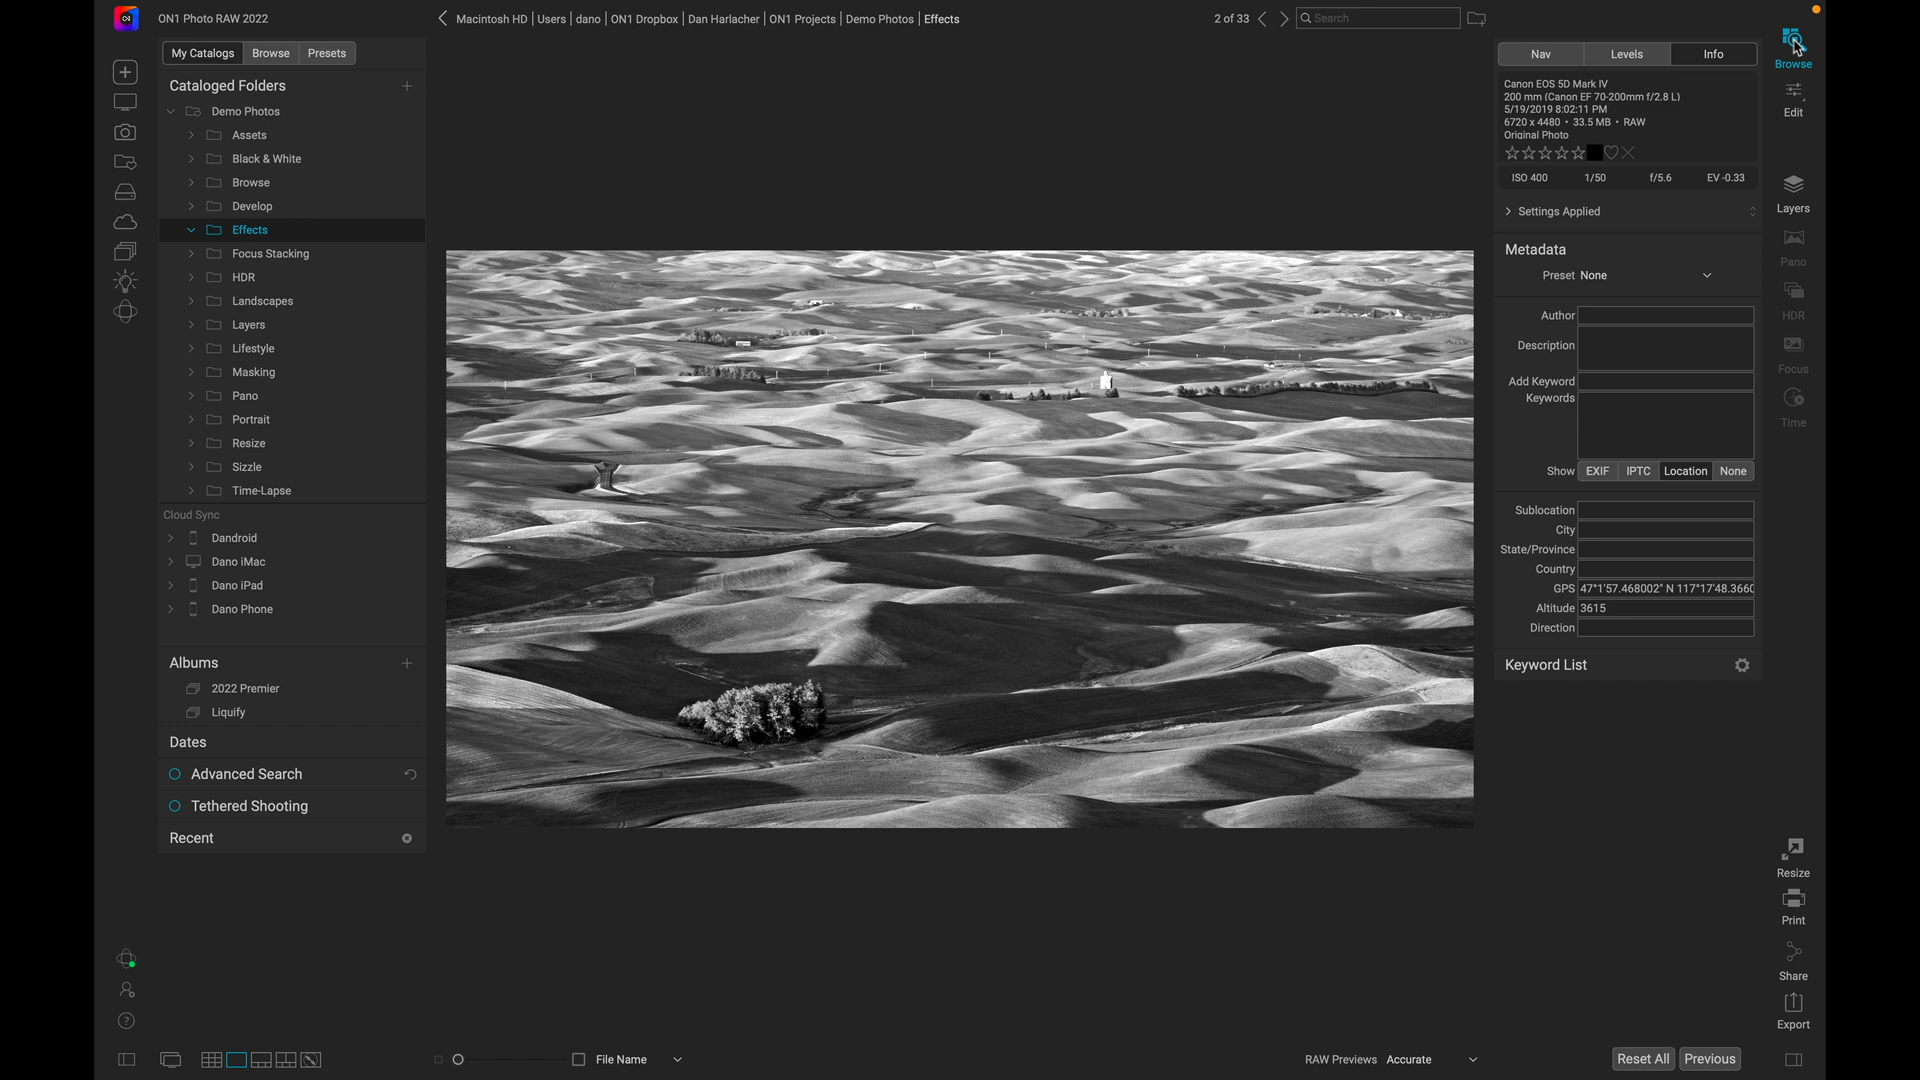 ON1 Photo RAW 2022
Macintosh HD | Users | dano | ON1 Dropbox | Dan Harlacher | ON1 Projects | Demo Photos | Effects
2 of 33
Search
My Catalogs Browse Presets
Cataloged Folders
Demo Photos
Assets
Black & White
Browse
Develop
Effects
Focus Stacking
HDR
Landscapes
Layers
Lifestyle
Masking
Pano
Portrait
Resize
Sizzle
Time-Lapse
Cloud Sync
Dandroid
Dano iMac
Dano iPad
Dano Phone
Albums
2022 Premier
Liquify
Dates
Advanced Search
Tethered Shooting
Recent
File Name
RAW Previews Accurate
Nav Levels Info
Canon EOS 5D Mark IV
200 mm (Canon EF 70-200mm f/2.8 L)
5/19/2019 8:02:11 PM
6720 x 4480 • 33.5 MB • RAW
Original Photo
ISO 400 1/50 f/5.6 EV -0.33
Settings Applied
Metadata
Preset None
Author
Description
Add Keyword
Keywords
Show EXIF IPTC Location None
Sublocation
City
State/Province
Country
GPS 47°1'57.468002" N 117°17'48.3660
Altitude 3615
Direction
Keyword List
Reset All Previous
Browse
Edit
Layers
Pano
HDR
Focus
Time
Resize
Print
Share
Export